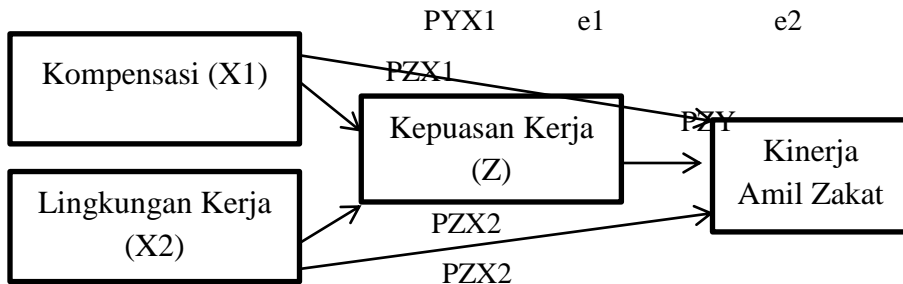 PYX1 e1 e2
Kompensasi (X1)
PZX1
Kepuasan Kerja
(Z)
PZY
Kinerja
Amil Zakat
Lingkungan Kerja
(X2)
PZX2
PZX2